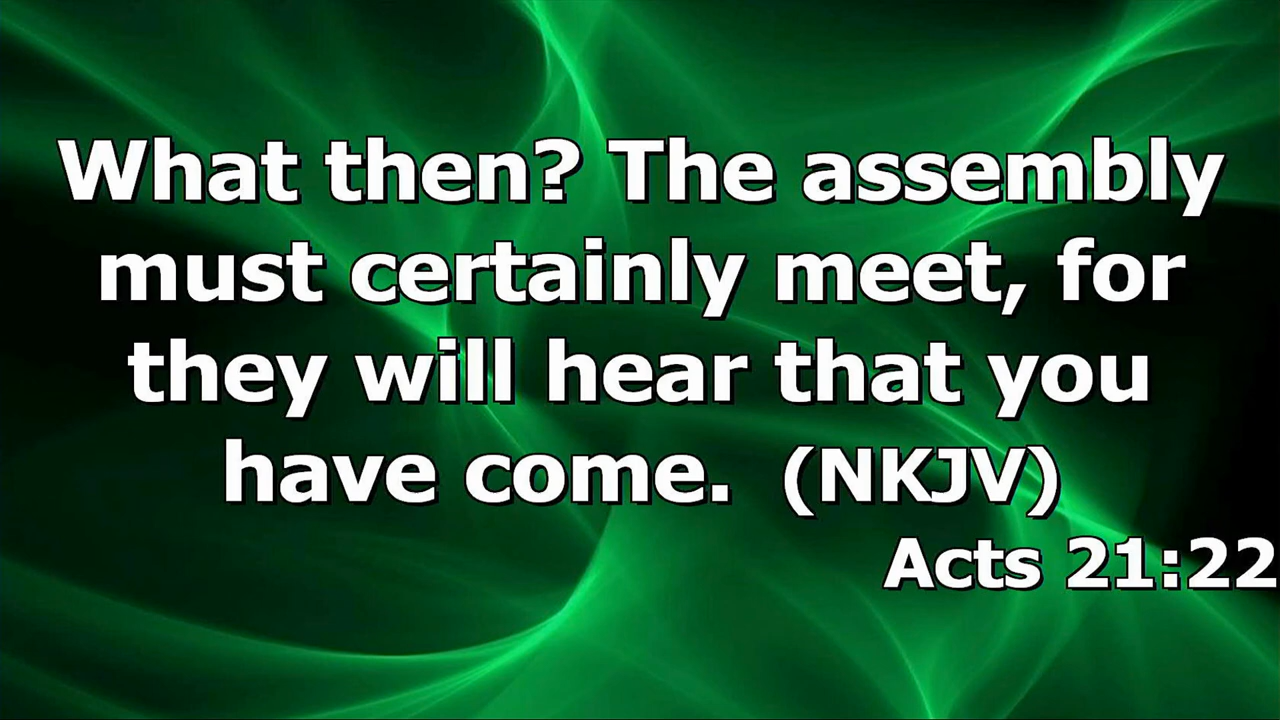 What then? The assembly
must certainly meet, for
they will hear that you
have come. (NKJV)
Acts 21:22